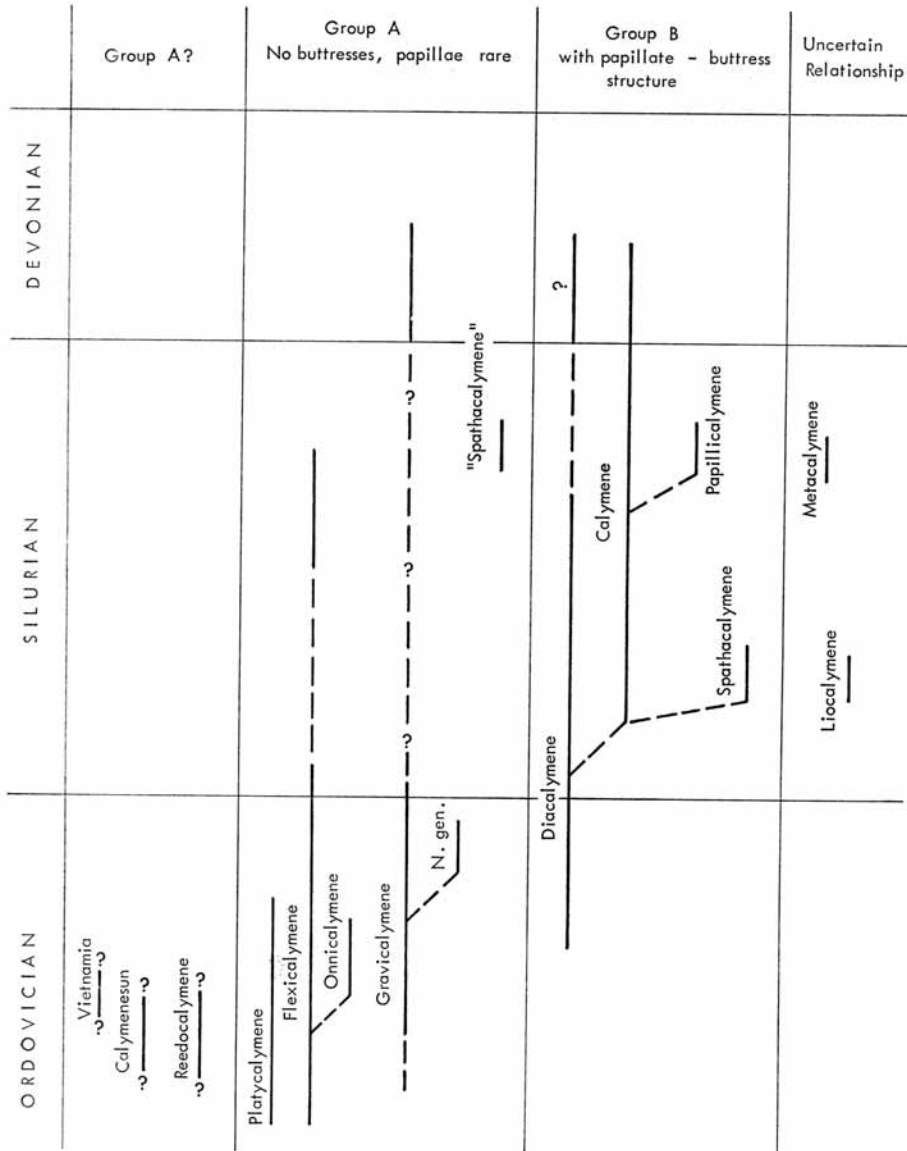 Group A?
Group A
No buttresses, papillae rare
Group B
with papillate - buttress
structure
Uncertain
Relationship
DEVONIAN
SILURIAN
ORDOVICIAN
?
Vietnamia
?
?
Calymenesun
?
?
Reedocalymene
?
Platycalymene
Flexicalymene
Onnicalymene
Gravicalymene
?
?
?
N. gen.
"Spathacalymene"
?
Diacalymene
Calymene
Papillicalymene
Spathacalymene
Metacalymene
Liocalymene